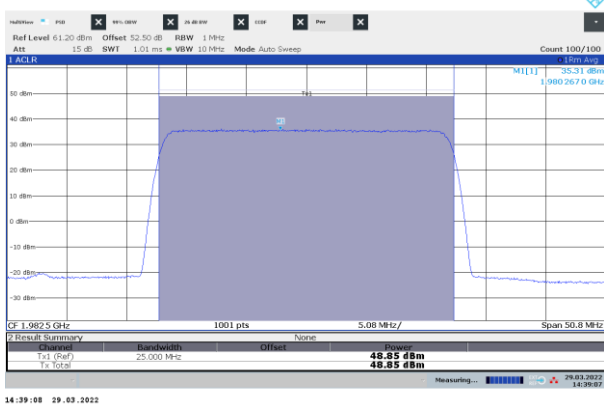 MultiView PSD 99% OBW 26 dB BW CCDF Pwr
Ref Level 61.20 dBm Offset 52.50 dB RBW 1 MHz
Att 15 dB SWT 1.01 ms VBW 10 MHz Mode Auto Sweep Count 100/100
1 ACLR 1Rm Avg
M1[1] 35.31 dBm
1.9802670 GHz
Tx1
50 dBm
40 dBm
M1
30 dBm
20 dBm
10 dBm
0 dBm
-10 dBm
-20 dBm
-30 dBm
CF 1.9825 GHz 1001 pts 5.08 MHz/ Span 50.8 MHz
2 Result Summary None
Channel Bandwidth Offset Power
Tx1 (Ref) 25.000 MHz 48.85 dBm
Tx Total 48.85 dBm
Measuring... 29.03.2022
14:39:07
14:39:08 29.03.2022